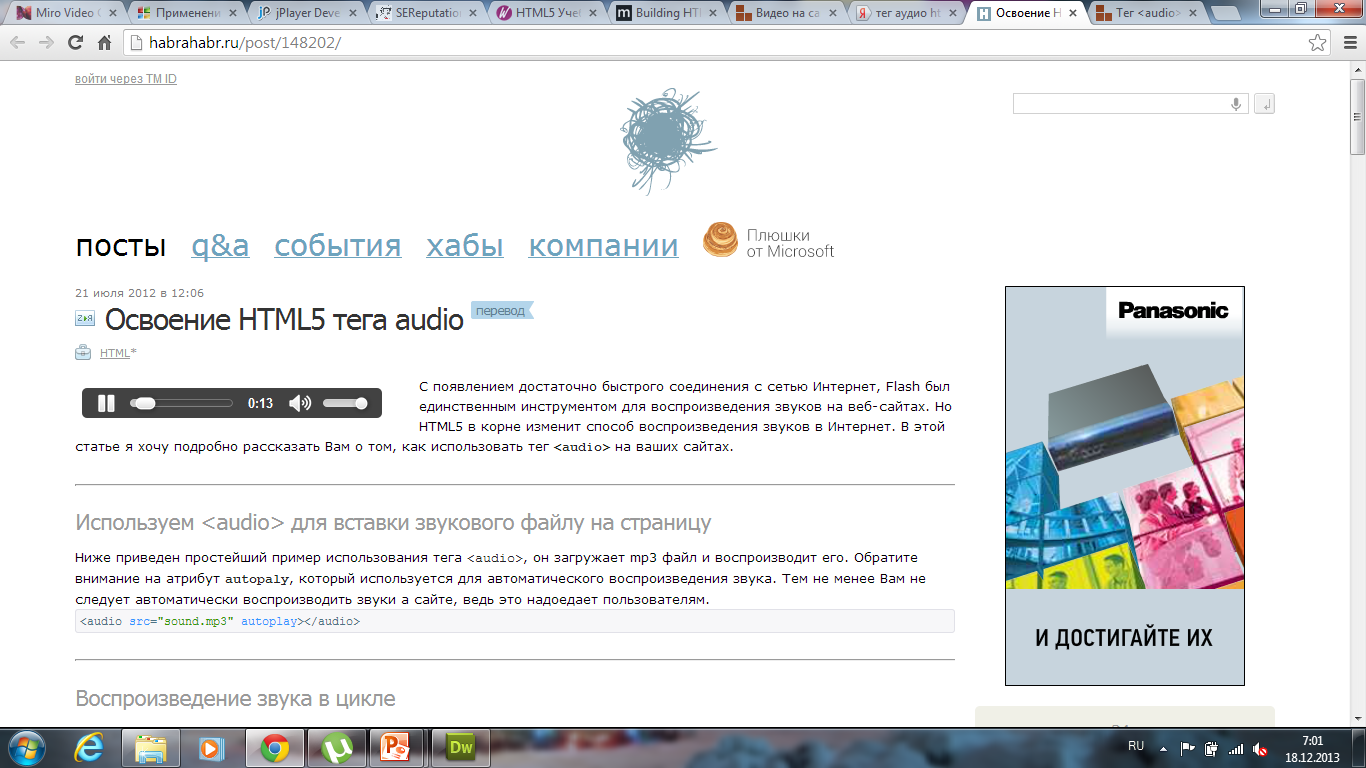 Miro Video C
Применени
jPlayer Deve
SEReputation
HTML5 Учеб
Building HTM
Видео на са
тег аудио ht
Освоение H
Тег <audio>
habrahabr.ru/post/148202/
войти через TM ID
посты q&a события хабы компании
Плюшки
от Microsoft
21 июля 2012 в 12:06
Освоение HTML5 тега audio перевод
HTML*
0:13
С появлением достаточно быстрого соединения с сетью Интернет, Flash был
единственным инструментом для воспроизведения звуков на веб-сайтах. Но
HTML5 в корне изменит способ воспроизведения звуков в Интернет. В этой
статье я хочу подробно рассказать Вам о том, как использовать тег <audio> на ваших сайтах.
Используем <audio> для вставки звукового файлу на страницу
Ниже приведен простейший пример использования тега <audio>, он загружает mp3 файл и воспроизводит его. Обратите
внимание на атрибут autopaly, который используется для автоматического воспроизведения звука. Тем не менее Вам не
следует автоматически воспроизводить звуки а сайте, ведь это надоедает пользователям.
<audio src="sound.mp3" autoplay></audio>
Воспроизведение звука в цикле
Panasonic
И ДОСТИГАЙТЕ ИХ
Dw
RU
7:01
18.12.2013